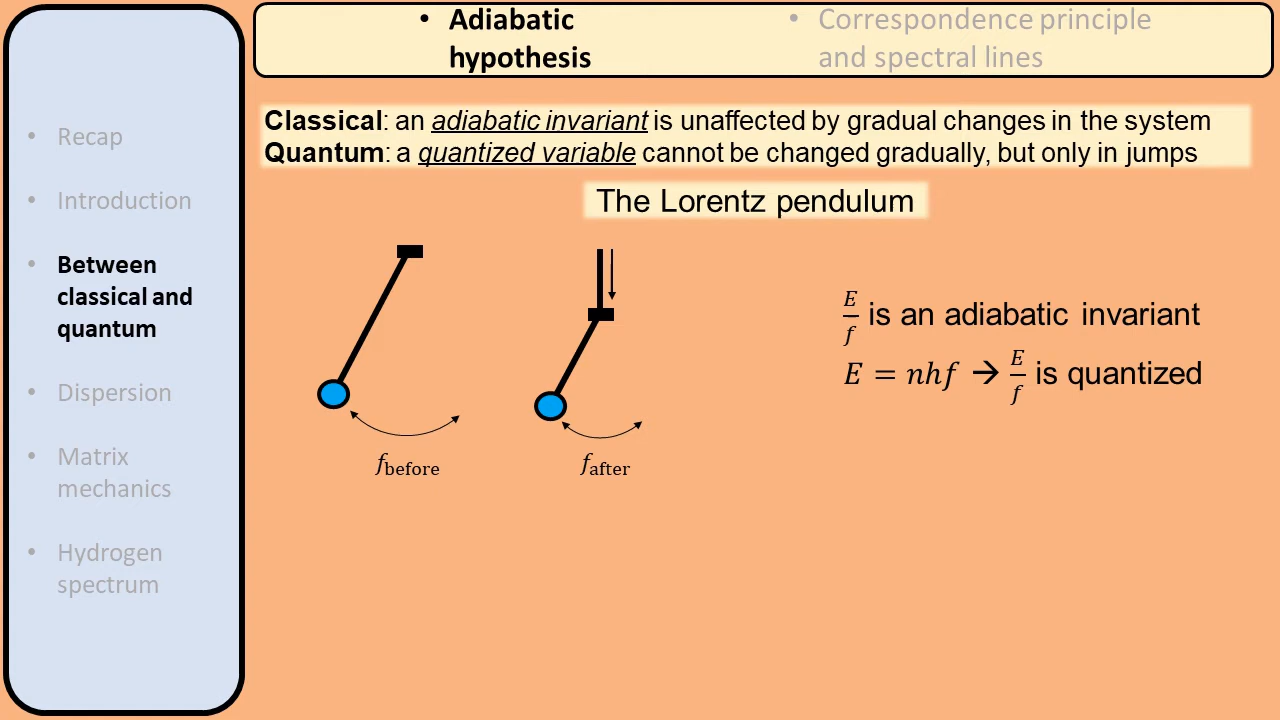 • Recap
• Introduction
• Between
classical and
quantum
• Dispersion
• Matrix
mechanics
• Hydrogen
spectrum
• Adiabatic
hypothesis
• Correspondence principle
and spectral lines
Classical: an adiabatic invariant is unaffected by gradual changes in the system
Quantum: a quantized variable cannot be changed gradually, but only in jumps
The Lorentz pendulum
f_before
f_after
E/f is an adiabatic invariant
E = nhf → E/f is quantized